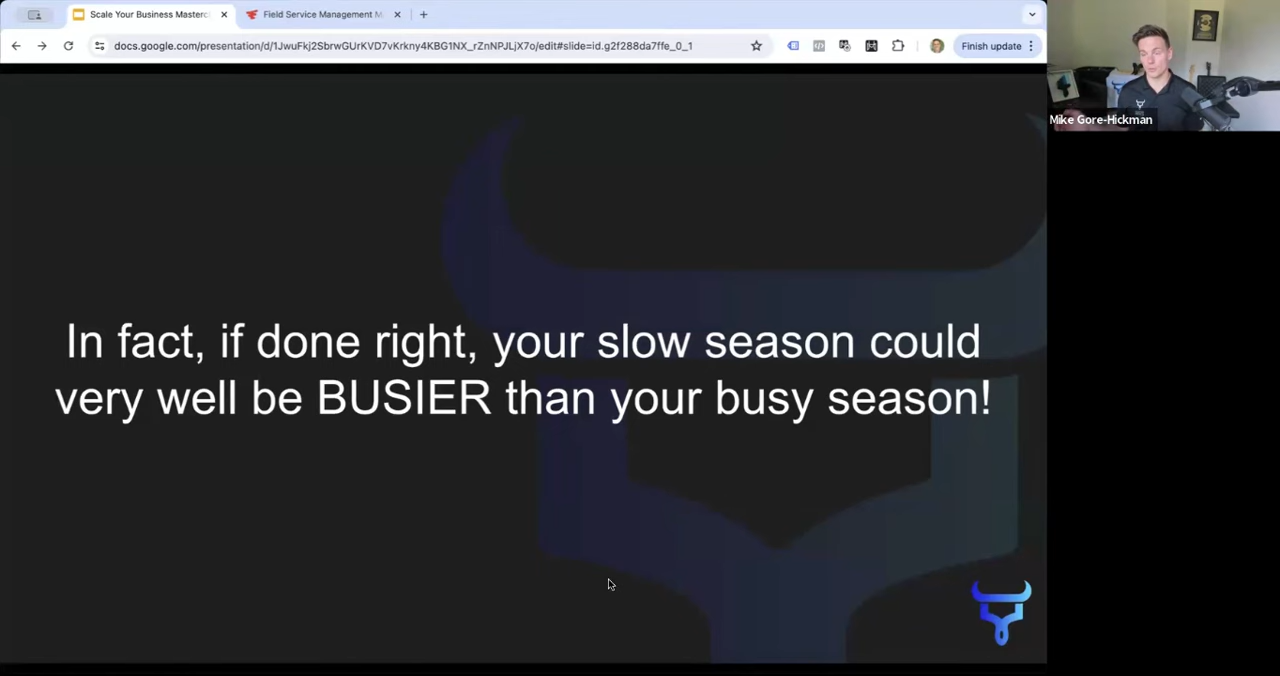 Scale Your Business Masterc
Field Service Management M
docs.google.com/presentation/d/1JwuFkj2SbrwGUrKVD7vKrkny4KBG1NX_rZnNPJLjX7o/edit#slide=id.g2f288da7ffe_0_1
Finish update
Mike Gore-Hickman
In fact, if done right, your slow season could
very well be BUSIER than your busy season!